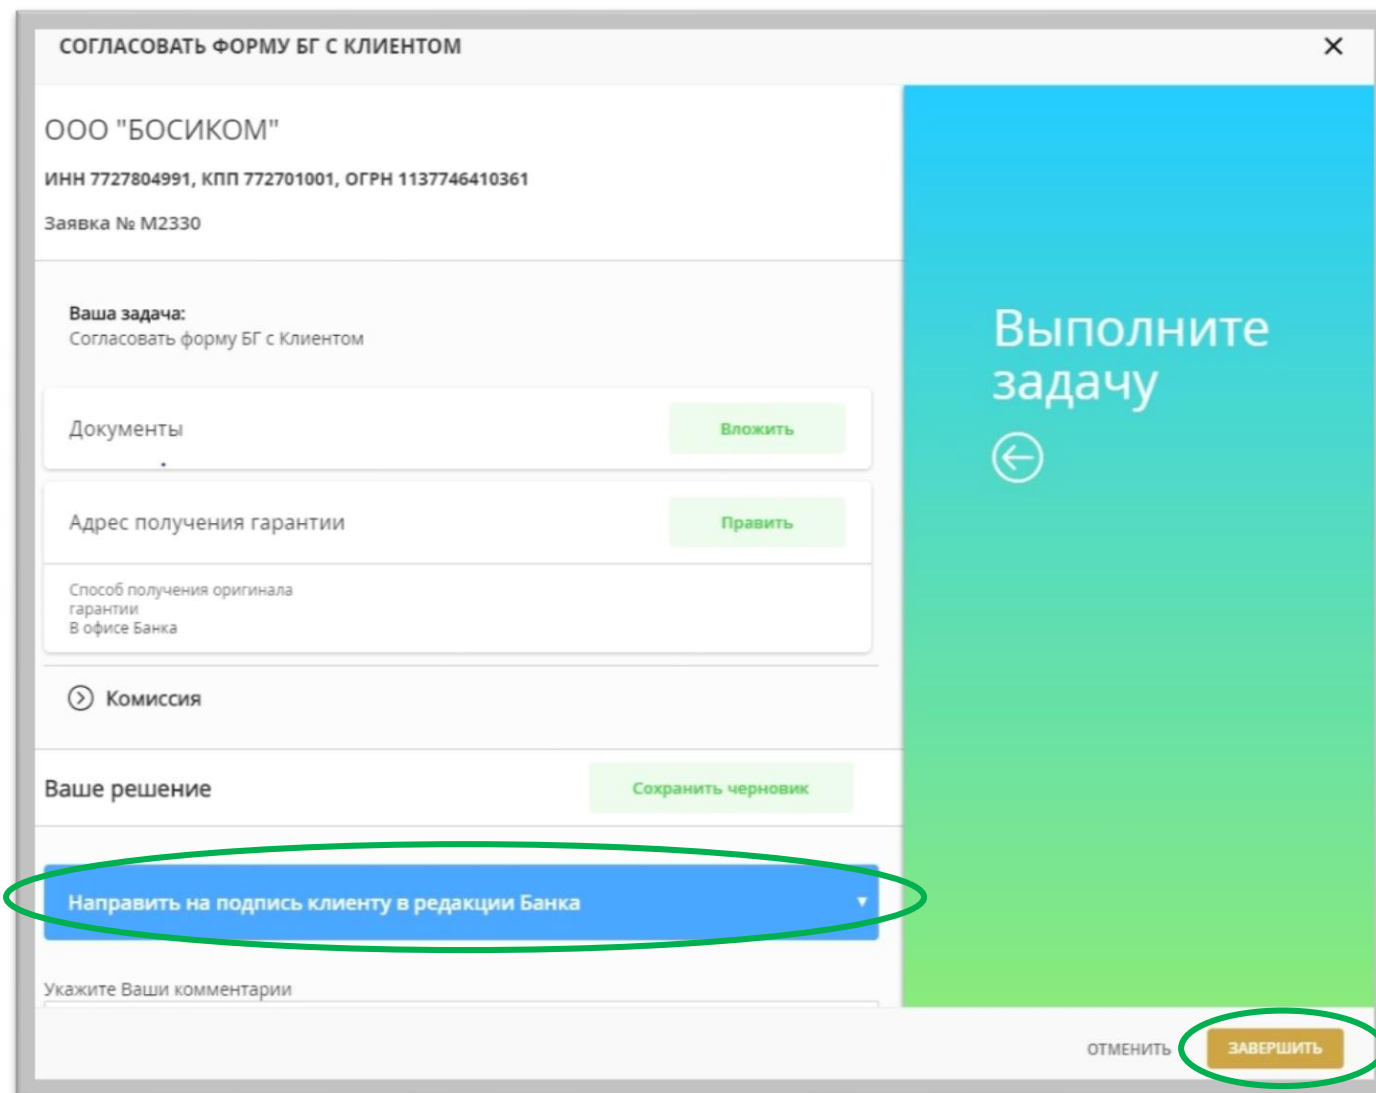 СОГЛАСОВАТЬ ФОРМУ БГ С КЛИЕНТОМ
ООО "БОСИКОМ"
ИНН 7727804991, КПП 772701001, ОГРН 1137746410361
Заявка № М2330
Ваша задача:
Согласовать форму БГ с Клиентом
Документы
Вложить
Адрес получения гарантии
Править
Способ получения оригинала
гарантии
В офисе Банка
Комиссия
Ваше решение
Сохранить черновик
Направить на подпись клиенту в редакции Банка
Укажите Ваши комментарии
Выполните
задачу
ОТМЕНИТЬ
ЗАВЕРШИТЬ